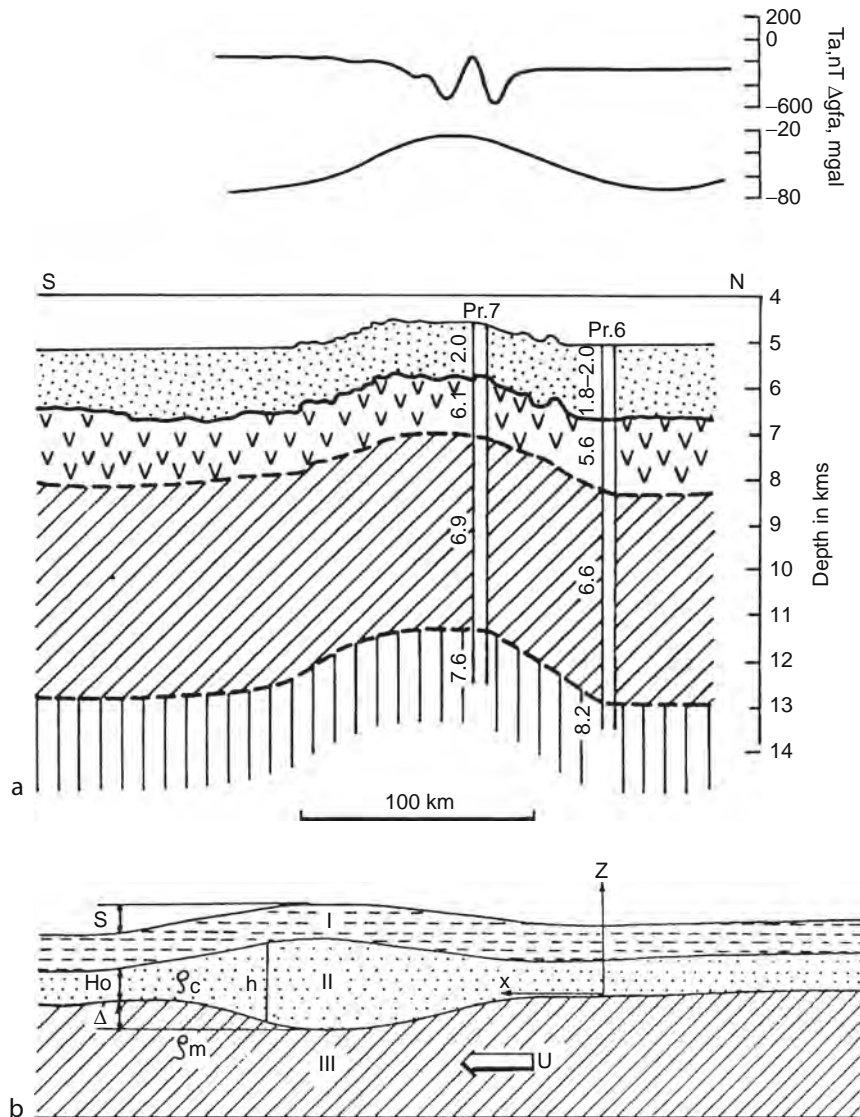 200
0
−600
−20
−80
Ta,nT Δgfa, mgal
S
N
4
5
6
7
8
9
10
11
12
13
14
Depth in kms
Pr.7
2.0
6.1
6.9
7.6
Pr.6
1.8–2.0
5.6
6.6
8.2
a
100 km
Z
S
I
Ho
ρc
h
II
x
Δ
ρm
III
U
b